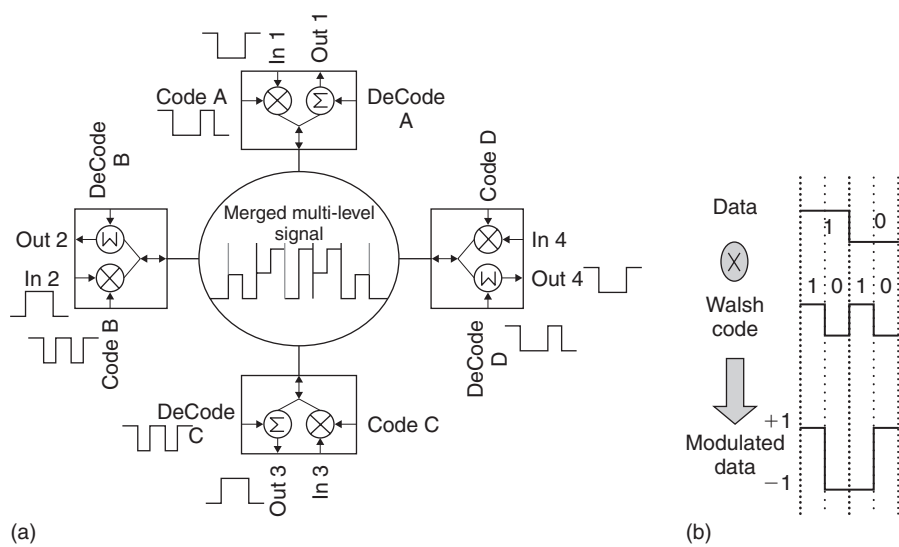 In 1
Out 1
Code A
DeCode
A
DeCode
B
Out 2
In 2
Code B
Merged multi-level
signal
Code D
In 4
Out 4
DeCode
D
DeCode
C
Code C
Out 3
In 3
Σ
Σ
Σ
Σ
(a)
Data
1 0
X
1 0 1 0
Walsh
code
+1
Modulated
data
−1
(b)